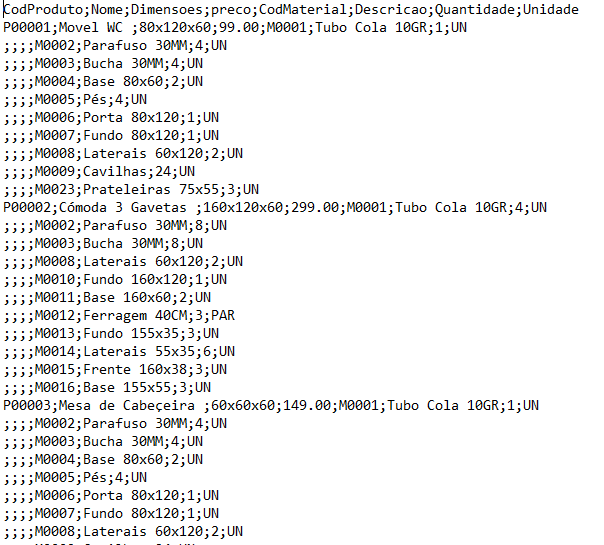 CodProduto;Nome;Dimensoes;preco;CodMaterial;Descricao;Quantidade;Unidade
P00001;Movel WC ;80x120x60;99.00;M0001;Tubo Cola 10GR;1;UN
;;;;M0002;Parafuso 30MM;4;UN
;;;;M0003;Bucha 30MM;4;UN
;;;;M0004;Base 80x60;2;UN
;;;;M0005;Pés;4;UN
;;;;M0006;Porta 80x120;1;UN
;;;;M0007;Fundo 80x120;1;UN
;;;;M0008;Laterais 60x120;2;UN
;;;;M0009;Cavilhas;24;UN
;;;;M0023;Prateleiras 75x55;3;UN
P00002;Cómoda 3 Gavetas ;160x120x60;299.00;M0001;Tubo Cola 10GR;4;UN
;;;;M0002;Parafuso 30MM;8;UN
;;;;M0003;Bucha 30MM;8;UN
;;;;M0008;Laterais 60x120;2;UN
;;;;M0010;Fundo 160x120;1;UN
;;;;M0011;Base 160x60;2;UN
;;;;M0012;Ferragem 40CM;3;PAR
;;;;M0013;Fundo 155x35;3;UN
;;;;M0014;Laterais 55x35;6;UN
;;;;M0015;Frente 160x38;3;UN
;;;;M0016;Base 155x55;3;UN
P00003;Mesa de Cabeçeira ;60x60x60;149.00;M0001;Tubo Cola 10GR;1;UN
;;;;M0002;Parafuso 30MM;4;UN
;;;;M0003;Bucha 30MM;4;UN
;;;;M0004;Base 80x60;2;UN
;;;;M0005;Pés;4;UN
;;;;M0006;Porta 80x120;1;UN
;;;;M0007;Fundo 80x120;1;UN
;;;;M0008;Laterais 60x120;2;UN